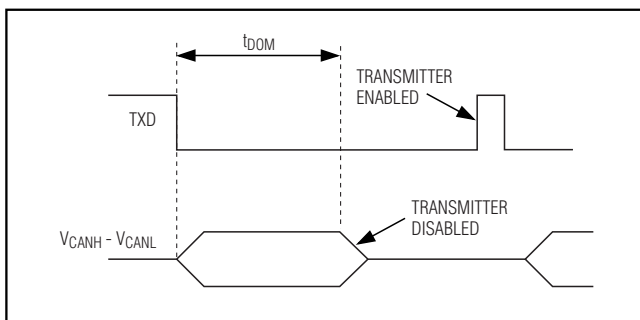 tDOM
TRANSMITTER
ENABLED
TXD
TRANSMITTER
DISABLED
VCANH - VCANL